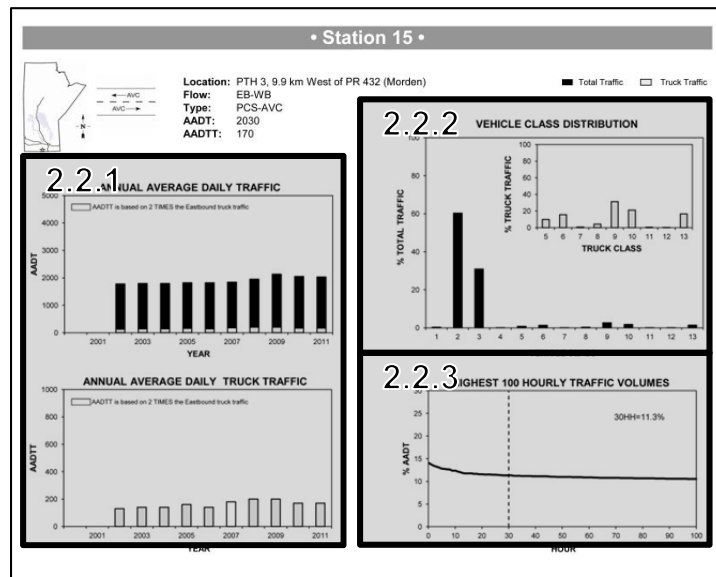 • Station 15 •
Location: PTH 3, 9.9 km West of PR 432 (Morden)
Flow: EB-WB
Type: PCS-AVC
AADT: 2030
AADTT: 170
Total Traffic Truck Traffic
AVC
AVC
N
2.2.1
ANNUAL AVERAGE DAILY TRAFFIC
AADTT is based on 2 TIMES the Eastbound truck traffic
AADT
5000
4000
3000
2000
1000
0
2001 2003 2005 2007 2009 2011
YEAR
ANNUAL AVERAGE DAILY TRUCK TRAFFIC
AADTT is based on 2 TIMES the Eastbound truck traffic
AADTT
1000
800
600
400
200
0
2001 2003 2005 2007 2009 2011
YEAR
2.2.2
VEHICLE CLASS DISTRIBUTION
% TOTAL TRAFFIC
100
80
60
40
20
0
1 2 3 4 5 6 7 8 9 10 11 12 13
% TRUCK TRAFFIC
100
80
60
40
20
0
5 6 7 8 9 10 11 12 13
TRUCK CLASS
2.2.3
HIGHEST 100 HOURLY TRAFFIC VOLUMES
30HH=11.3%
% AADT
30
25
20
15
10
5
0
0 10 20 30 40 50 60 70 80 90 100
HOUR